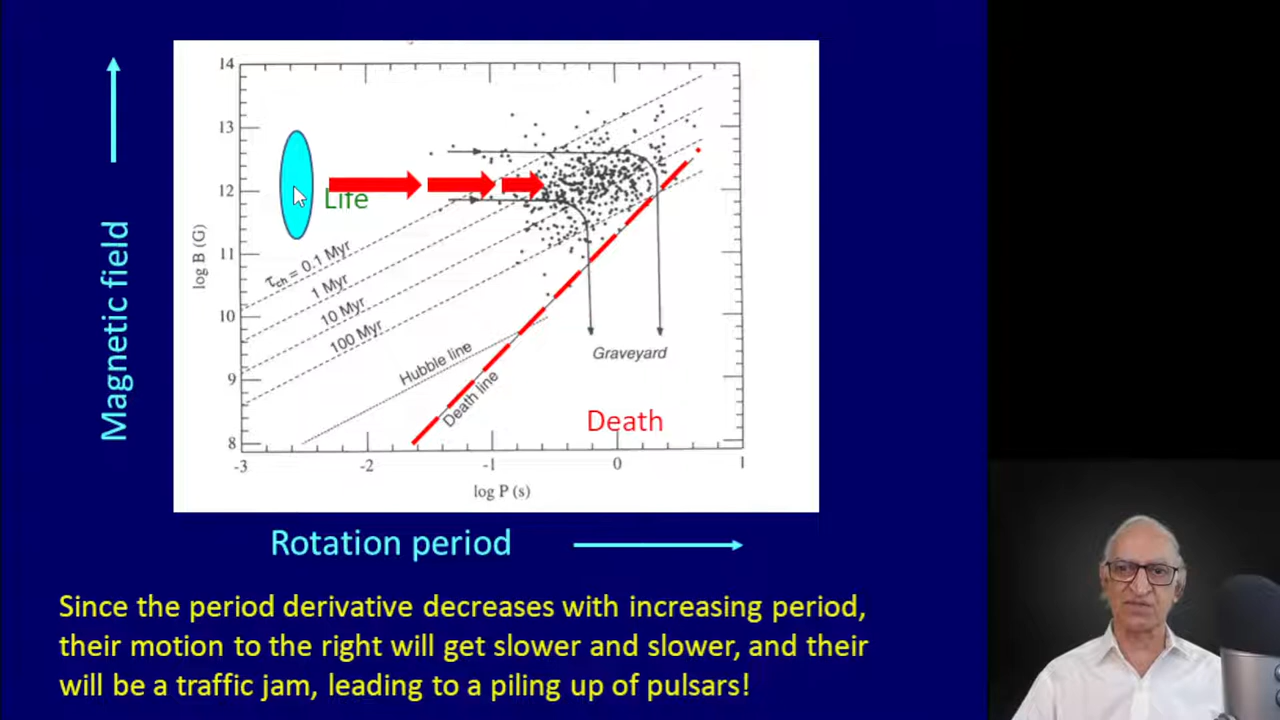 14
13
12
11
10
9
8
log B (G)
Magnetic field
Life
τch = 0.1 Myr
1 Myr
10 Myr
100 Myr
Hubble line
Death line
Graveyard
Death
-3 -2 -1 0 1
log P (s)
Rotation period
Since the period derivative decreases with increasing period,
their motion to the right will get slower and slower, and their
will be a traffic jam, leading to a piling up of pulsars!